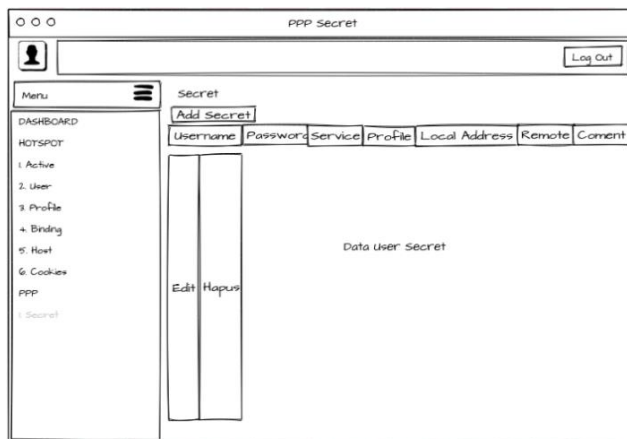 PPP Secret
Log Out
Menu
DASHBOARD
HOTSPOT
1. Active
2. User
3. Profile
4. Binding
5. Host
6. Cookies
PPP
1. Secret
Secret
Add Secret
Username Password Service Profile Local Address Remote Coment
Data User Secret
Edit Hapus